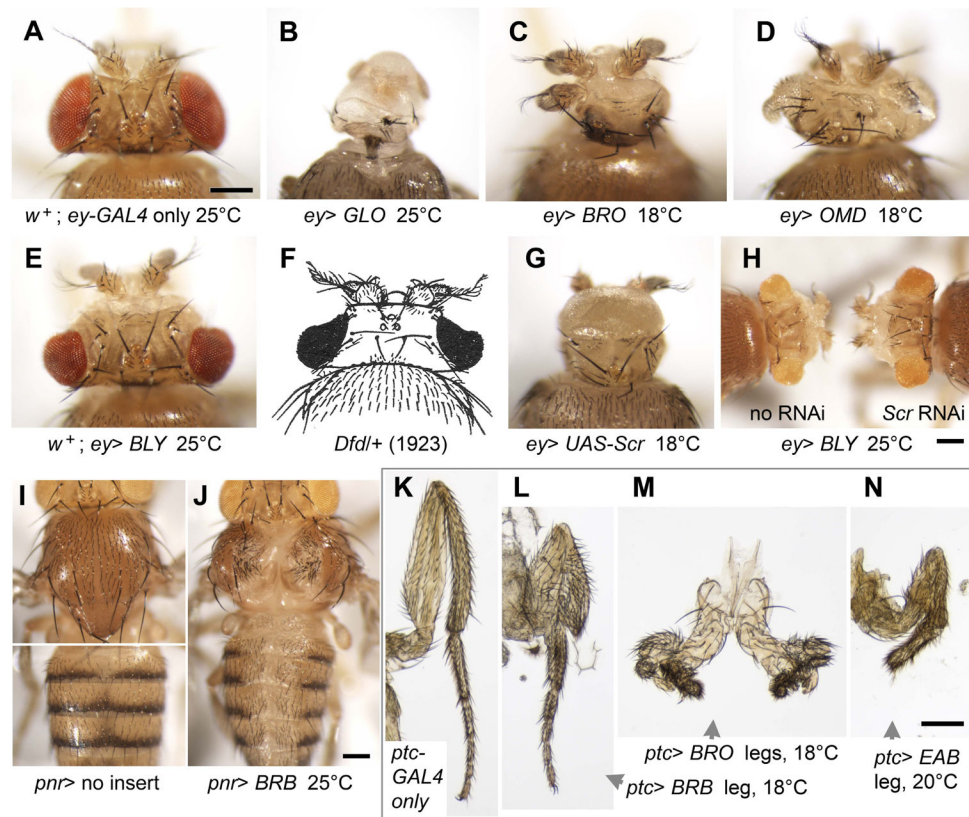 A
B
C
D
w+; ey-GAL4 only 25°C
ey> GLO 25°C
ey> BRO 18°C
ey> OMD 18°C
E
F
G
H
no RNAi
Scr RNAi
w+; ey> BLY 25°C
Dfd/+ (1923)
ey> UAS-Scr 18°C
ey> BLY 25°C
I
J
K
L
M
N
ptc-
GAL4
only
ptc> BRO legs, 18°C
ptc> BRB leg, 18°C
ptc> EAB
leg, 20°C
pnr> no insert
pnr> BRB 25°C